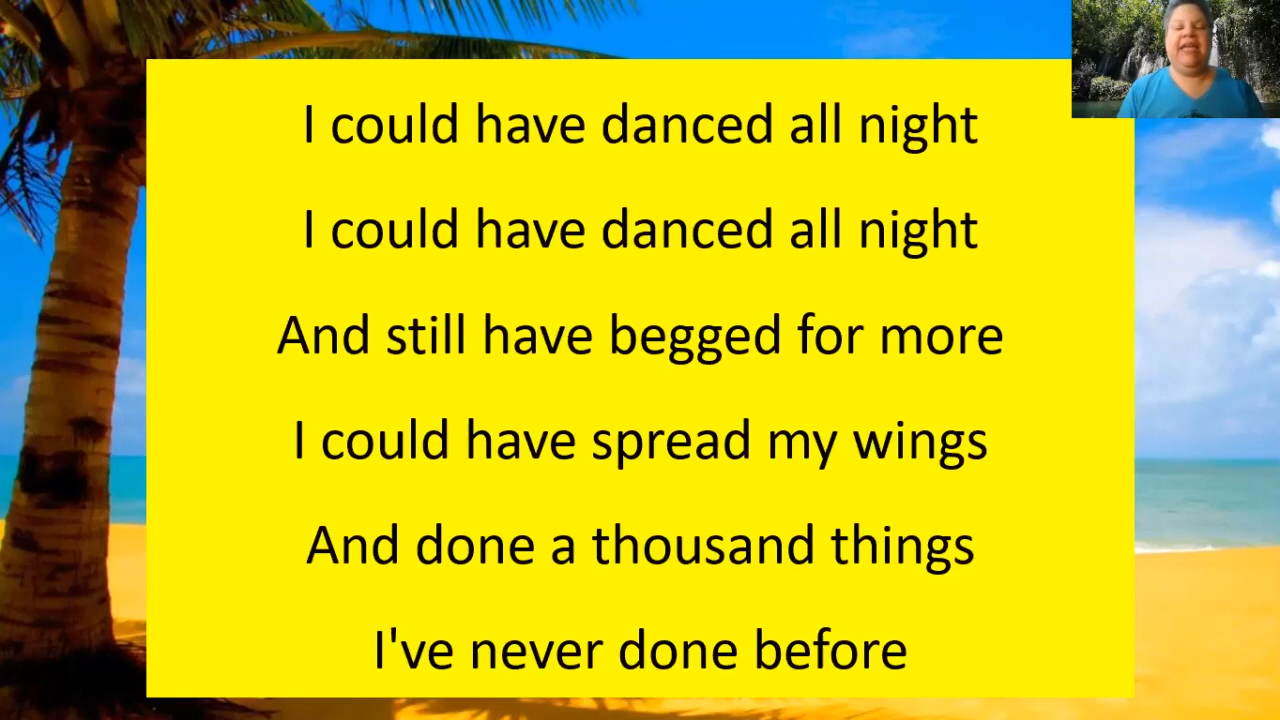 I could have danced all night
I could have danced all night
And still have begged for more
I could have spread my wings
And done a thousand things
I've never done before